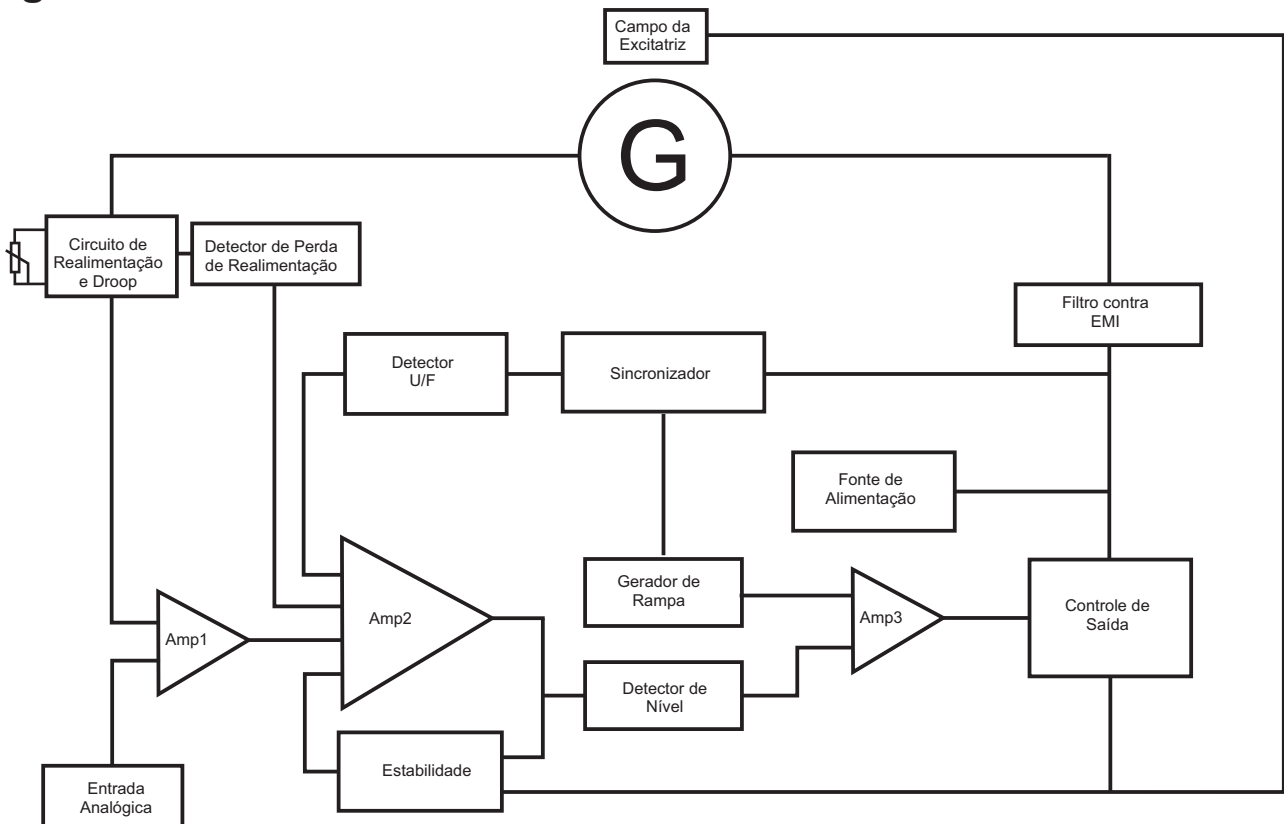 Campo da
Excitatriz
G
Circuito de
Realimentação
e Droop
Detector de Perda
de Realimentação
Filtro contra
EMI
Detector
U/F
Sincronizador
Fonte de
Alimentação
Gerador de
Rampa
Amp3
Controle de
Saída
Amp2
Amp1
Detector de
Nível
Estabilidade
Entrada
Analógica